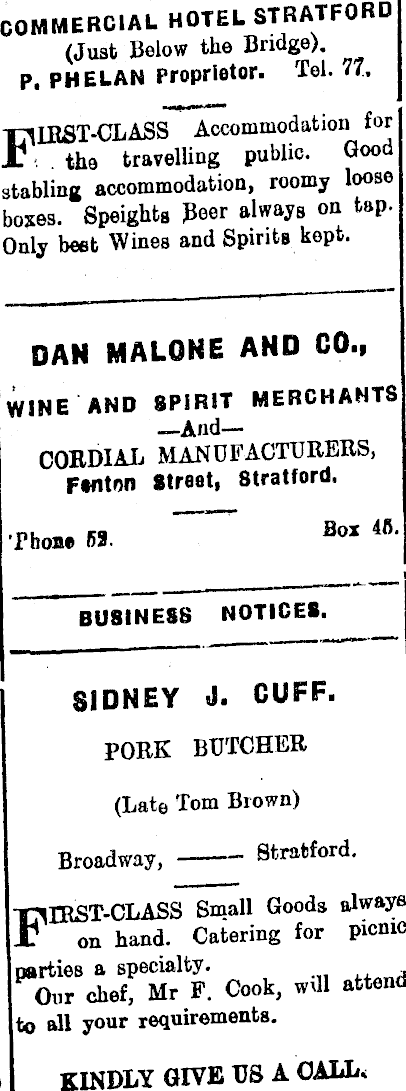 COMMERCIAL HOTEL STRATFORD
(Just Below the Bridge).
P. PHELAN Proprietor. Tel. 77.
FIRST-CLASS Accommodation for
the travelling public. Good
stabling accommodation, roomy loose
boxes. Speights Beer always on tap.
Only best Wines and Spirits kept.
DAN MALONE AND CO.,
WINE AND SPIRIT MERCHANTS
—And—
CORDIAL MANUFACTURERS,
Fenton Street, Stratford.
'Phone 52. Box 45.
BUSINESS NOTICES.
SIDNEY J. CUFF.
PORK BUTCHER
(Late Tom Brown)
Broadway, —— Stratford.
FIRST-CLASS Small Goods always
on hand. Catering for picnic
parties a specialty.
Our chef, Mr F. Cook, will attend
to all your requirements.
KINDLY GIVE US A CALL.